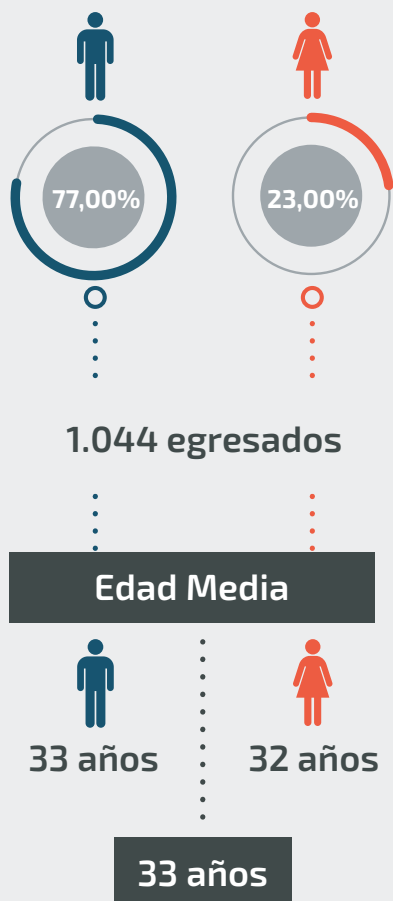 77,00%
23,00%
1.044 egresados
Edad Media
33 años
32 años
33 años